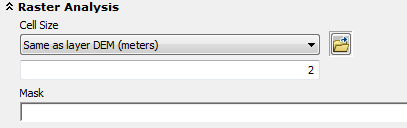 Raster Analysis
Cell Size
Same as layer DEM (meters)
2
Mask